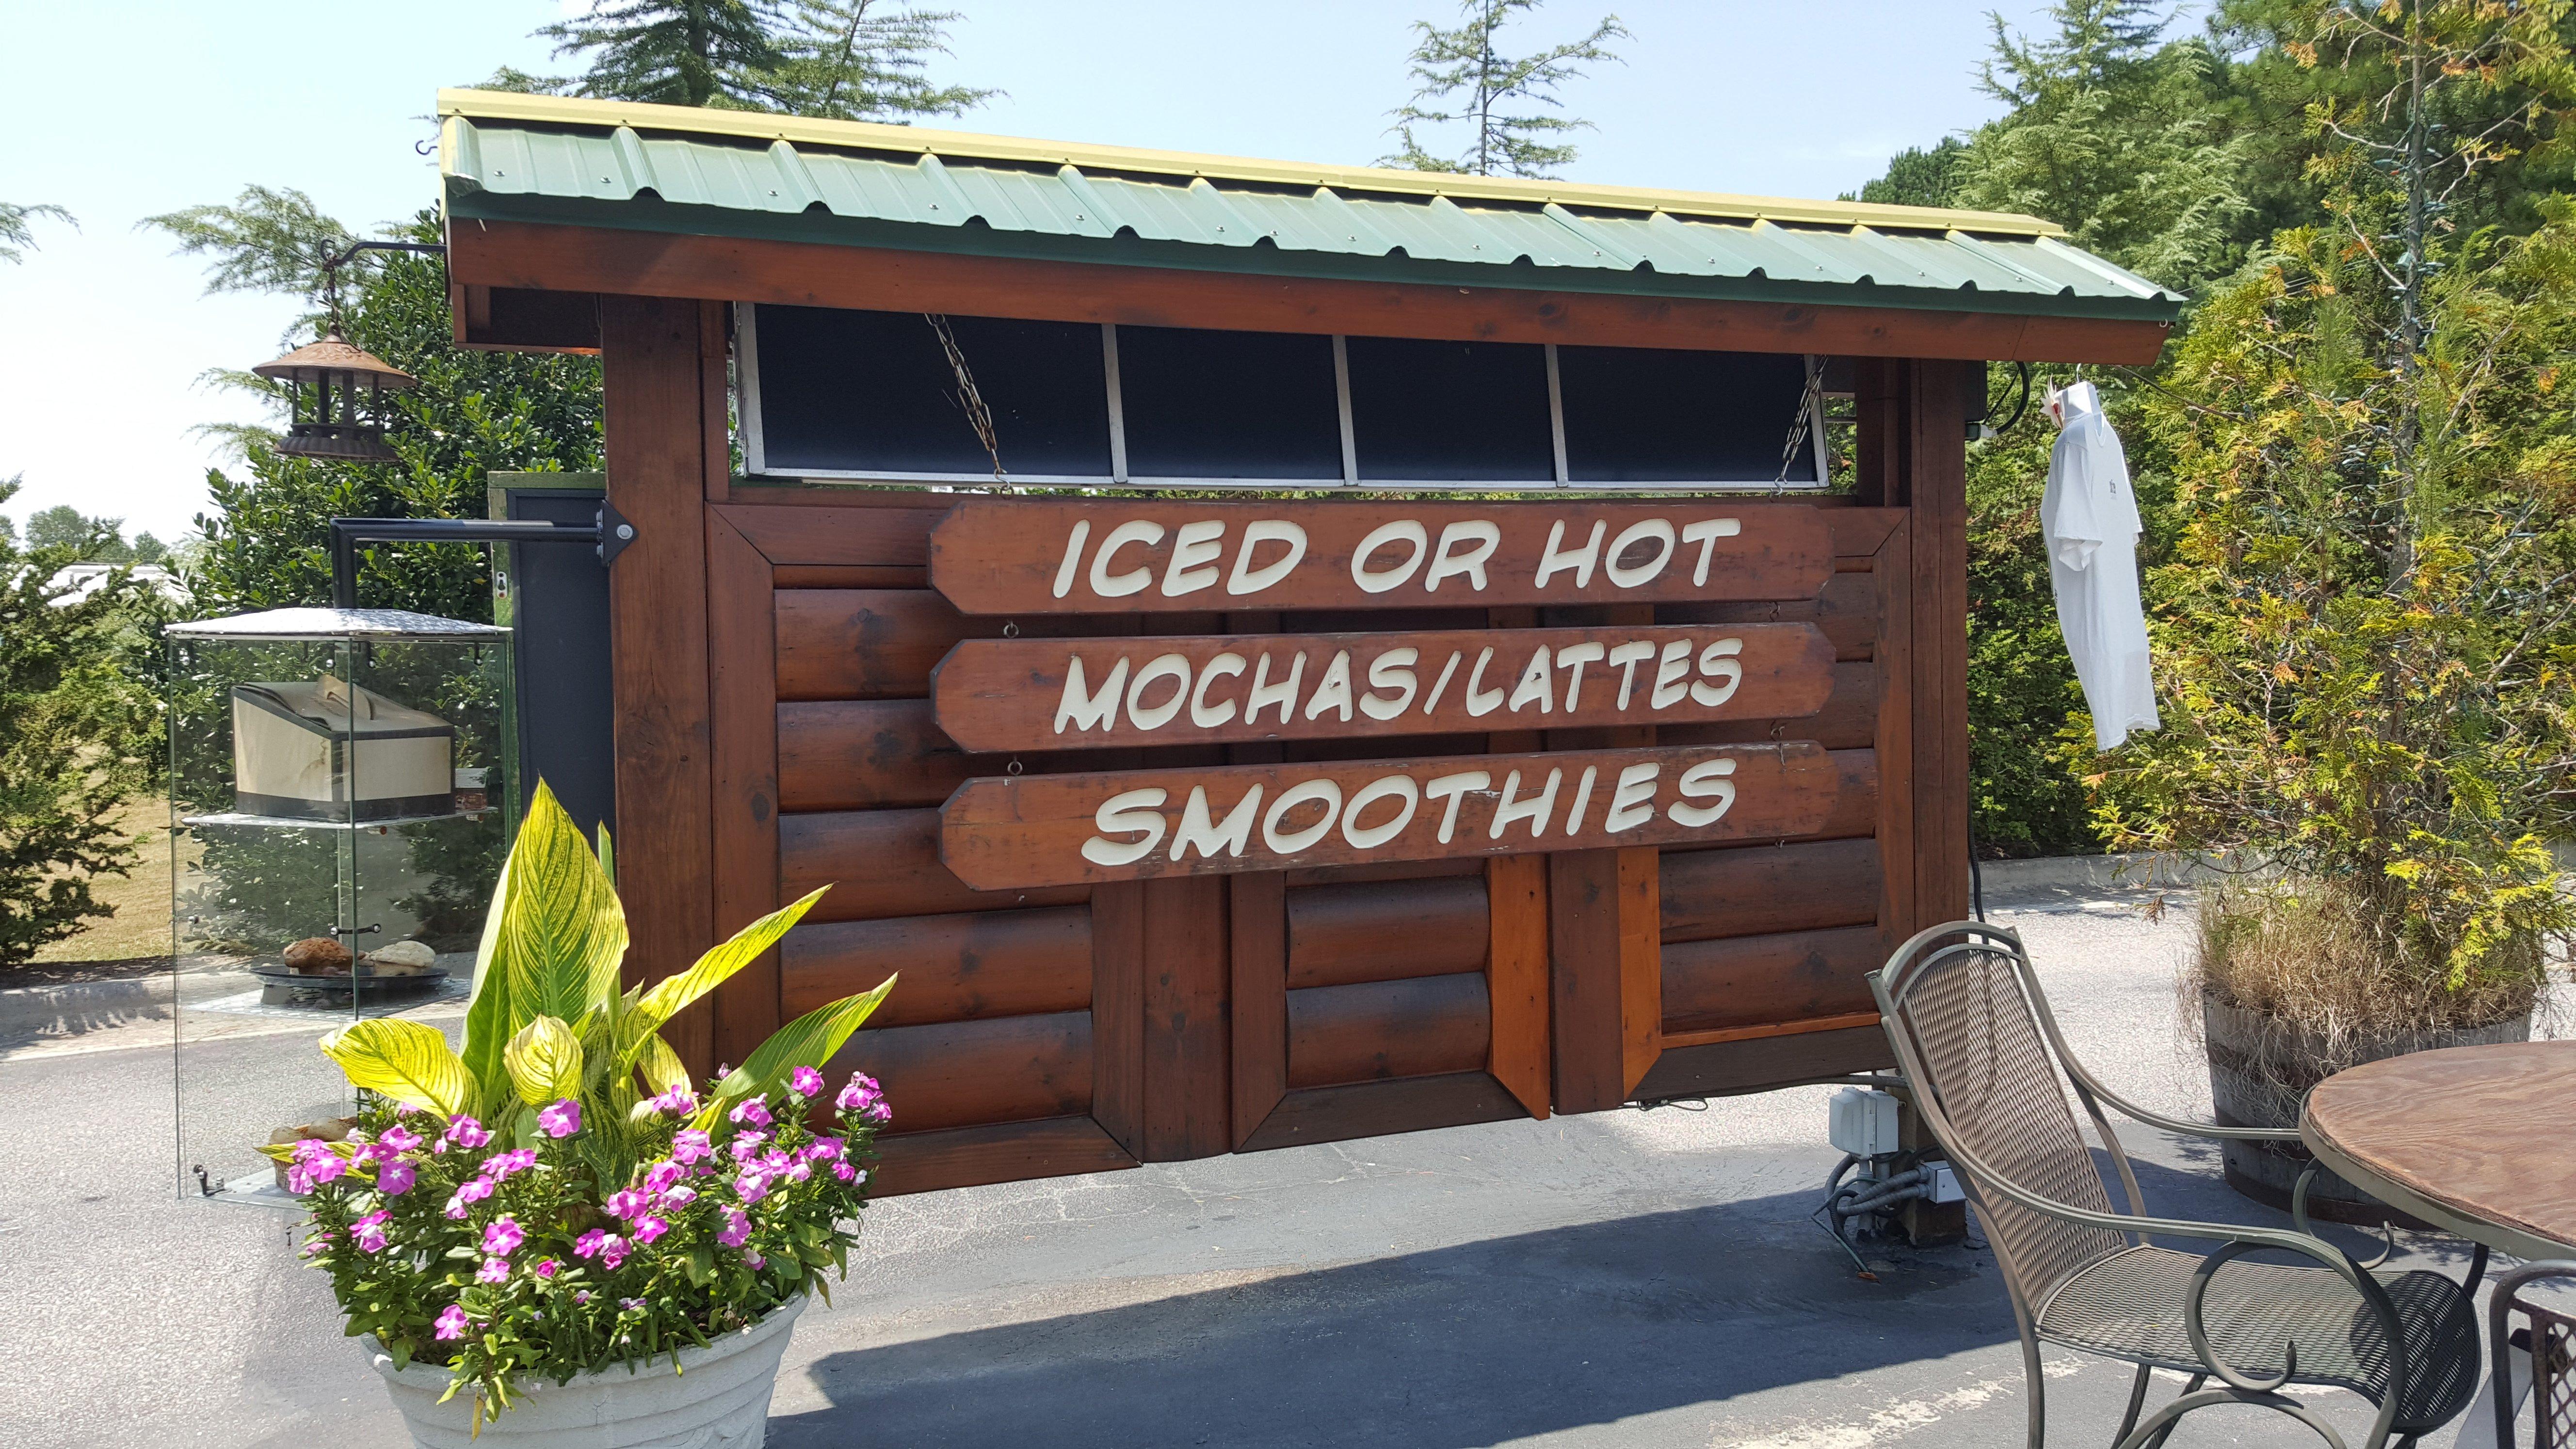 ICED OR HOT
MOCHAS/LATTES
SMOOTHIES